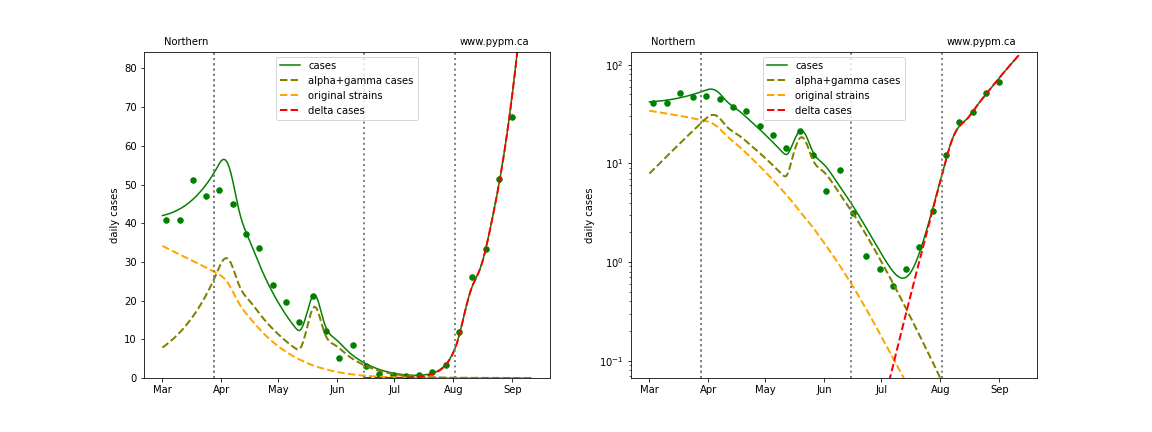 Northern www.pypm.ca
cases
alpha+gamma cases
original strains
delta cases
daily cases
80
70
60
50
40
30
20
10
0
Mar Apr May Jun Jul Aug Sep
Northern www.pypm.ca
cases
alpha+gamma cases
original strains
delta cases
daily cases
10²
10¹
10⁰
10⁻¹
Mar Apr May Jun Jul Aug Sep